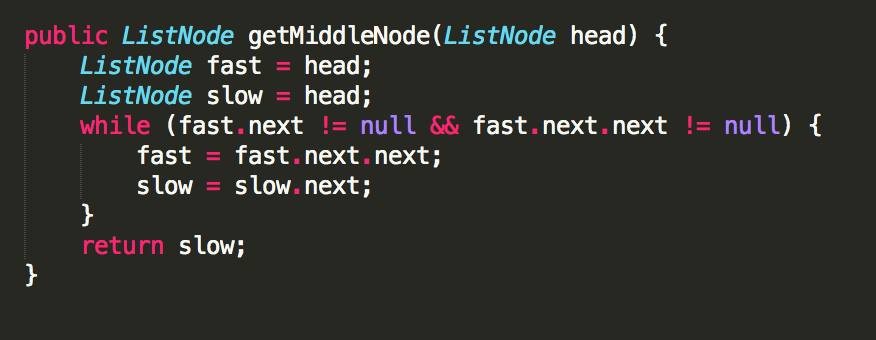 public ListNode getMiddleNode(ListNode head) {
    ListNode fast = head;
    ListNode slow = head;
    while (fast.next != null && fast.next.next != null) {
        fast = fast.next.next;
        slow = slow.next;
    }
    return slow;
}